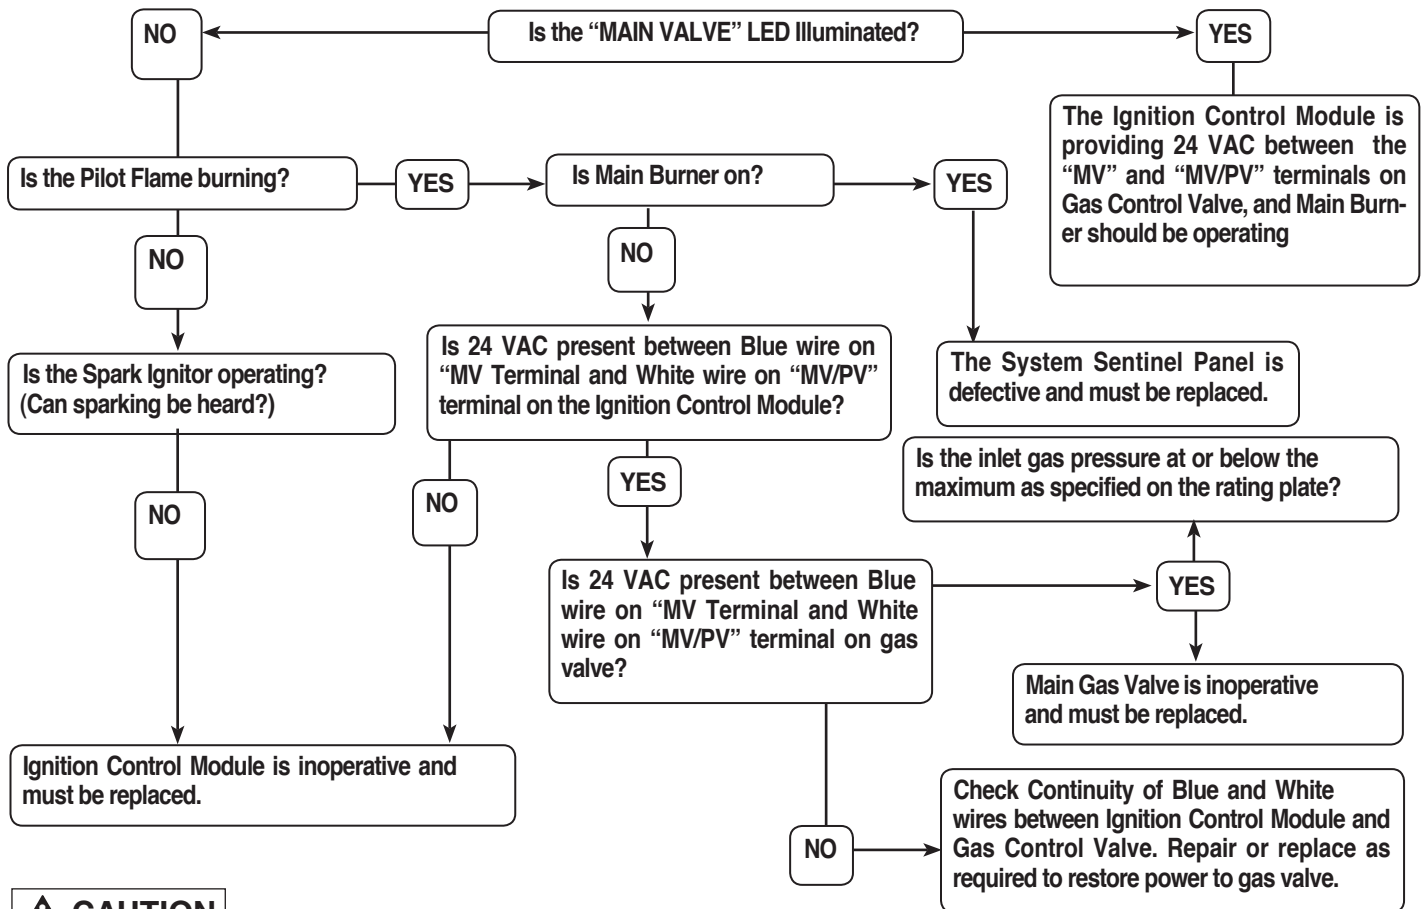 NO
Is the “MAIN VALVE” LED Illuminated?
YES
The Ignition Control Module is
providing 24 VAC between the
“MV” and “MV/PV” terminals on
Gas Control Valve, and Main Burn-
er should be operating
Is the Pilot Flame burning?
YES
Is Main Burner on?
YES
NO
NO
Is the Spark Ignitor operating?
(Can sparking be heard?)
Is 24 VAC present between Blue wire on
“MV Terminal and White wire on “MV/PV”
terminal on the Ignition Control Module?
The System Sentinel Panel is
defective and must be replaced.
Is the inlet gas pressure at or below the
maximum as specified on the rating plate?
NO
NO
YES
Is 24 VAC present between Blue
wire on “MV Terminal and White
wire on “MV/PV” terminal on gas
valve?
YES
Main Gas Valve is inoperative
and must be replaced.
Ignition Control Module is inoperative and
must be replaced.
NO
Check Continuity of Blue and White
wires between Ignition Control Module and
Gas Control Valve. Repair or replace as
required to restore power to gas valve.
CAUTION